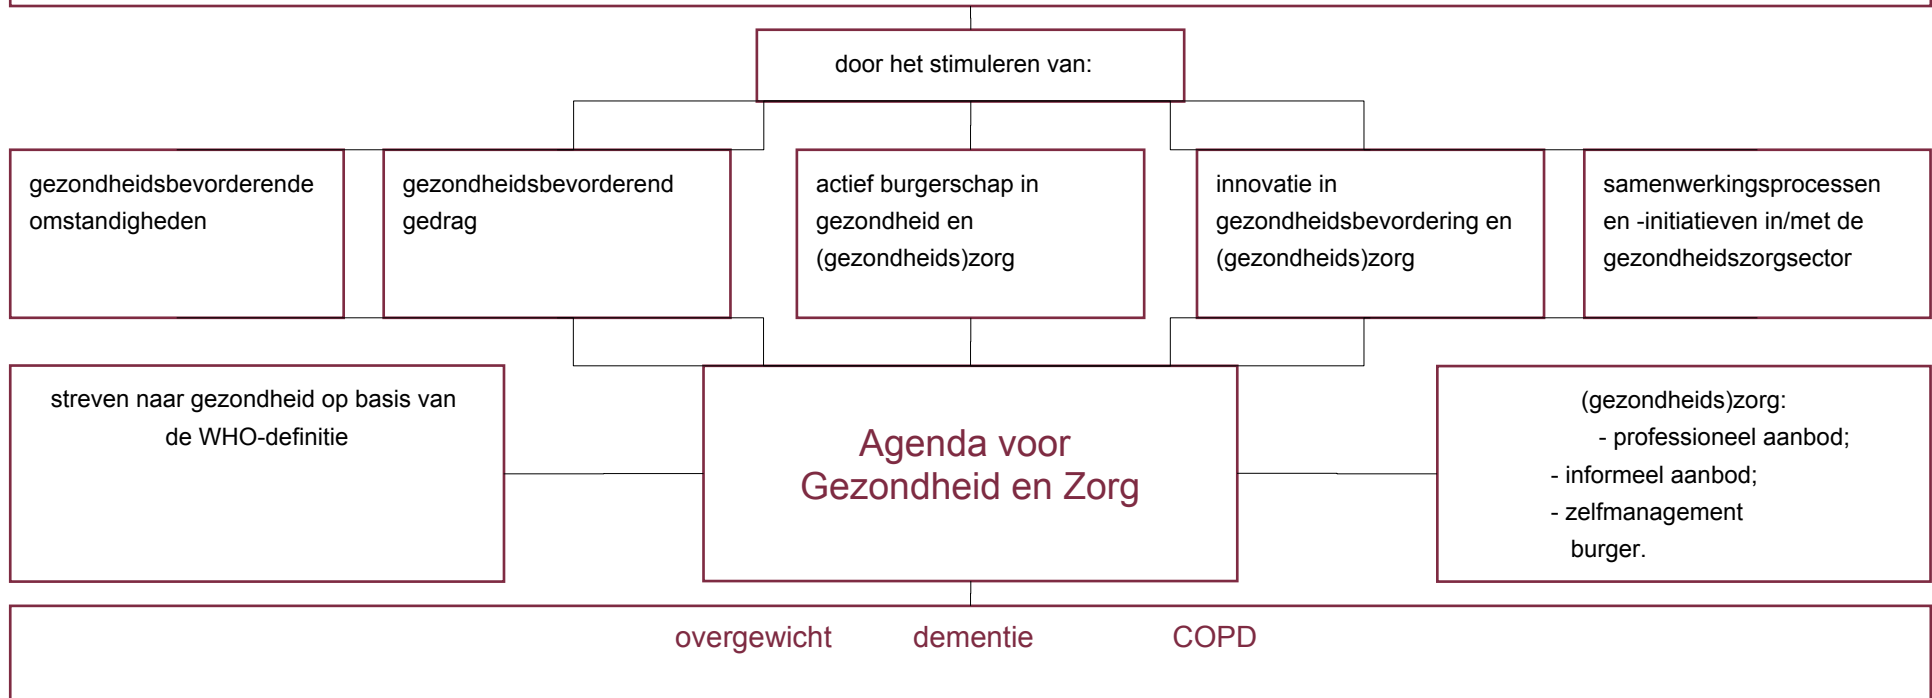 door het stimuleren van:
gezondheidsbevorderende
omstandigheden
gezondheidsbevorderend
gedrag
actief burgerschap in
gezondheid en
(gezondheids)zorg
innovatie in
gezondheidsbevordering en
(gezondheids)zorg
samenwerkingsprocessen
en -initiatieven in/met de
gezondheidszorgsector
streven naar gezondheid op basis van
de WHO-definitie
Agenda voor
Gezondheid en Zorg
(gezondheids)zorg:
- professioneel aanbod;
- informeel aanbod;
- zelfmanagement
burger.
overgewicht dementie COPD